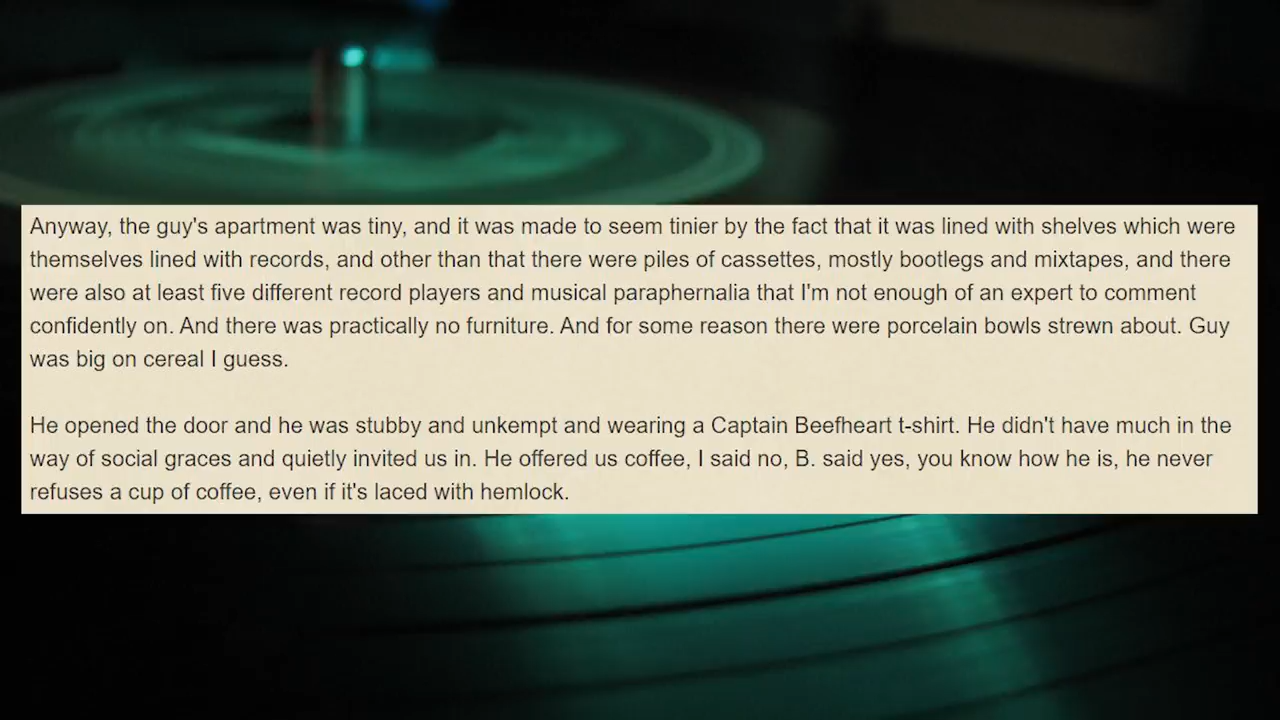 Anyway, the guy's apartment was tiny, and it was made to seem tinier by the fact that it was lined with shelves which were
themselves lined with records, and other than that there were piles of cassettes, mostly bootlegs and mixtapes, and there
were also at least five different record players and musical paraphernalia that I'm not enough of an expert to comment
confidently on. And there was practically no furniture. And for some reason there were porcelain bowls strewn about. Guy
was big on cereal I guess.
He opened the door and he was stubby and unkempt and wearing a Captain Beefheart t-shirt. He didn't have much in the
way of social graces and quietly invited us in. He offered us coffee, I said no, B. said yes, you know how he is, he never
refuses a cup of coffee, even if it's laced with hemlock.